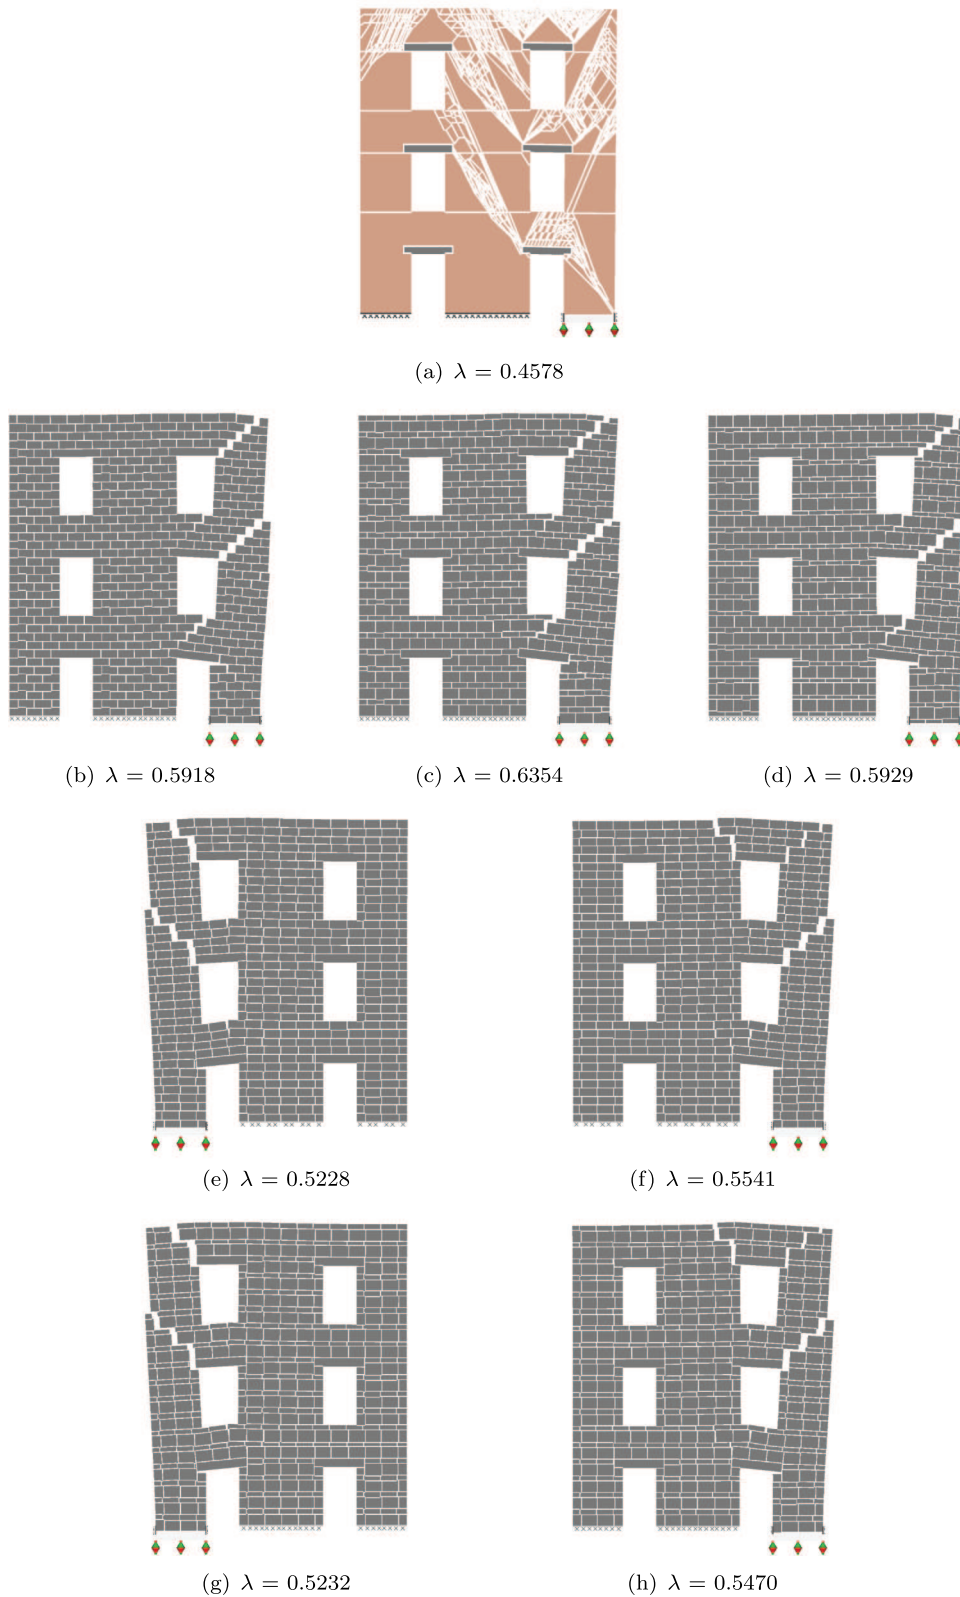 (a) λ = 0.4578
(b) λ = 0.5918
(c) λ = 0.6354
(d) λ = 0.5929
(e) λ = 0.5228
(f) λ = 0.5541
(g) λ = 0.5232
(h) λ = 0.5470